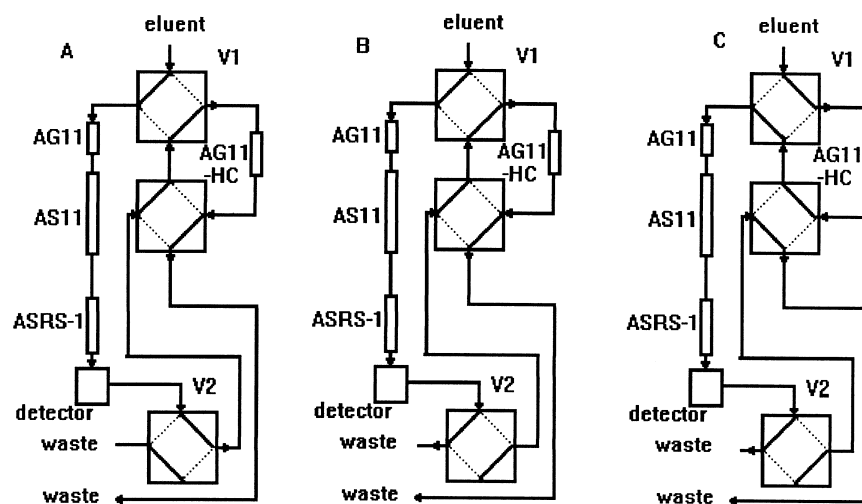 A
eluent
V1
AG11
AG11
-HC
AS11
ASRS-1
V2
detector
waste
waste
B
eluent
V1
AG11
AG11
-HC
AS11
ASRS-1
V2
detector
waste
waste
C
eluent
V1
AG11
AG11
-HC
AS11
ASRS-1
V2
detector
waste
waste